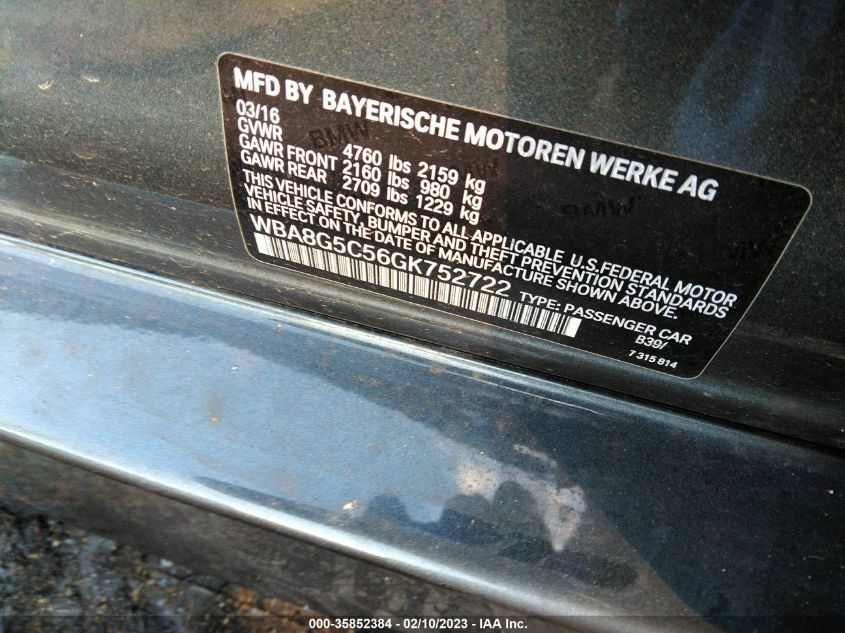 MFD BY BAYERISCHE MOTOREN WERKE AG
03/16
GVWR 4760 lbs 2159 kg
GAWR FRONT 2160 lbs 980 kg
GAWR REAR 2709 lbs 1229 kg
THIS VEHICLE CONFORMS TO ALL APPLICABLE U.S.FEDERAL MOTOR
VEHICLE SAFETY, BUMPER AND THEFT PREVENTION STANDARDS
IN EFFECT ON THE DATE OF MANUFACTURE SHOWN ABOVE.
WBA8G5C56GK752722 TYPE: PASSENGER CAR
B39/
7 315 814
BMW
BMW
000-35852384 - 02/10/2023 - IAA Inc.